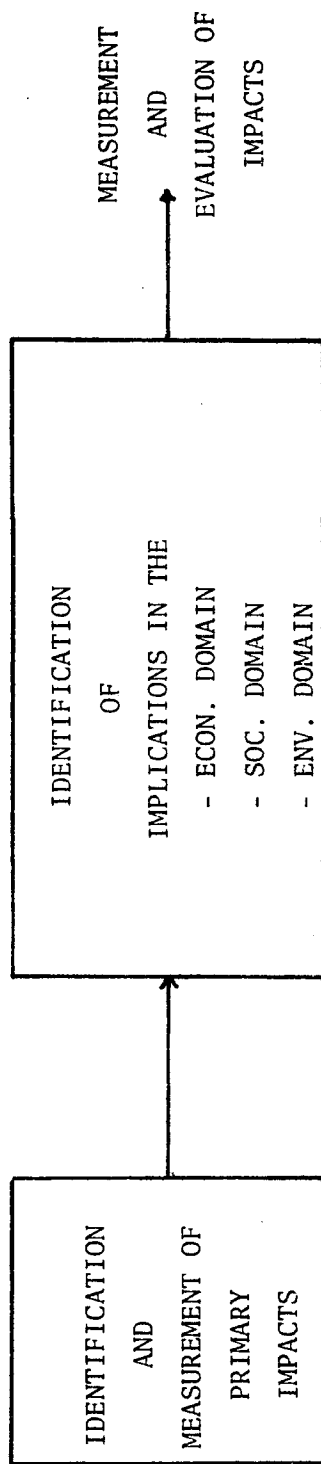 IDENTIFICATION
AND
MEASUREMENT OF
PRIMARY
IMPACTS
IDENTIFICATION
OF
IMPLICATIONS IN THE
- ECON. DOMAIN
- SOC. DOMAIN
- ENV. DOMAIN
MEASUREMENT
AND
EVALUATION OF
IMPACTS